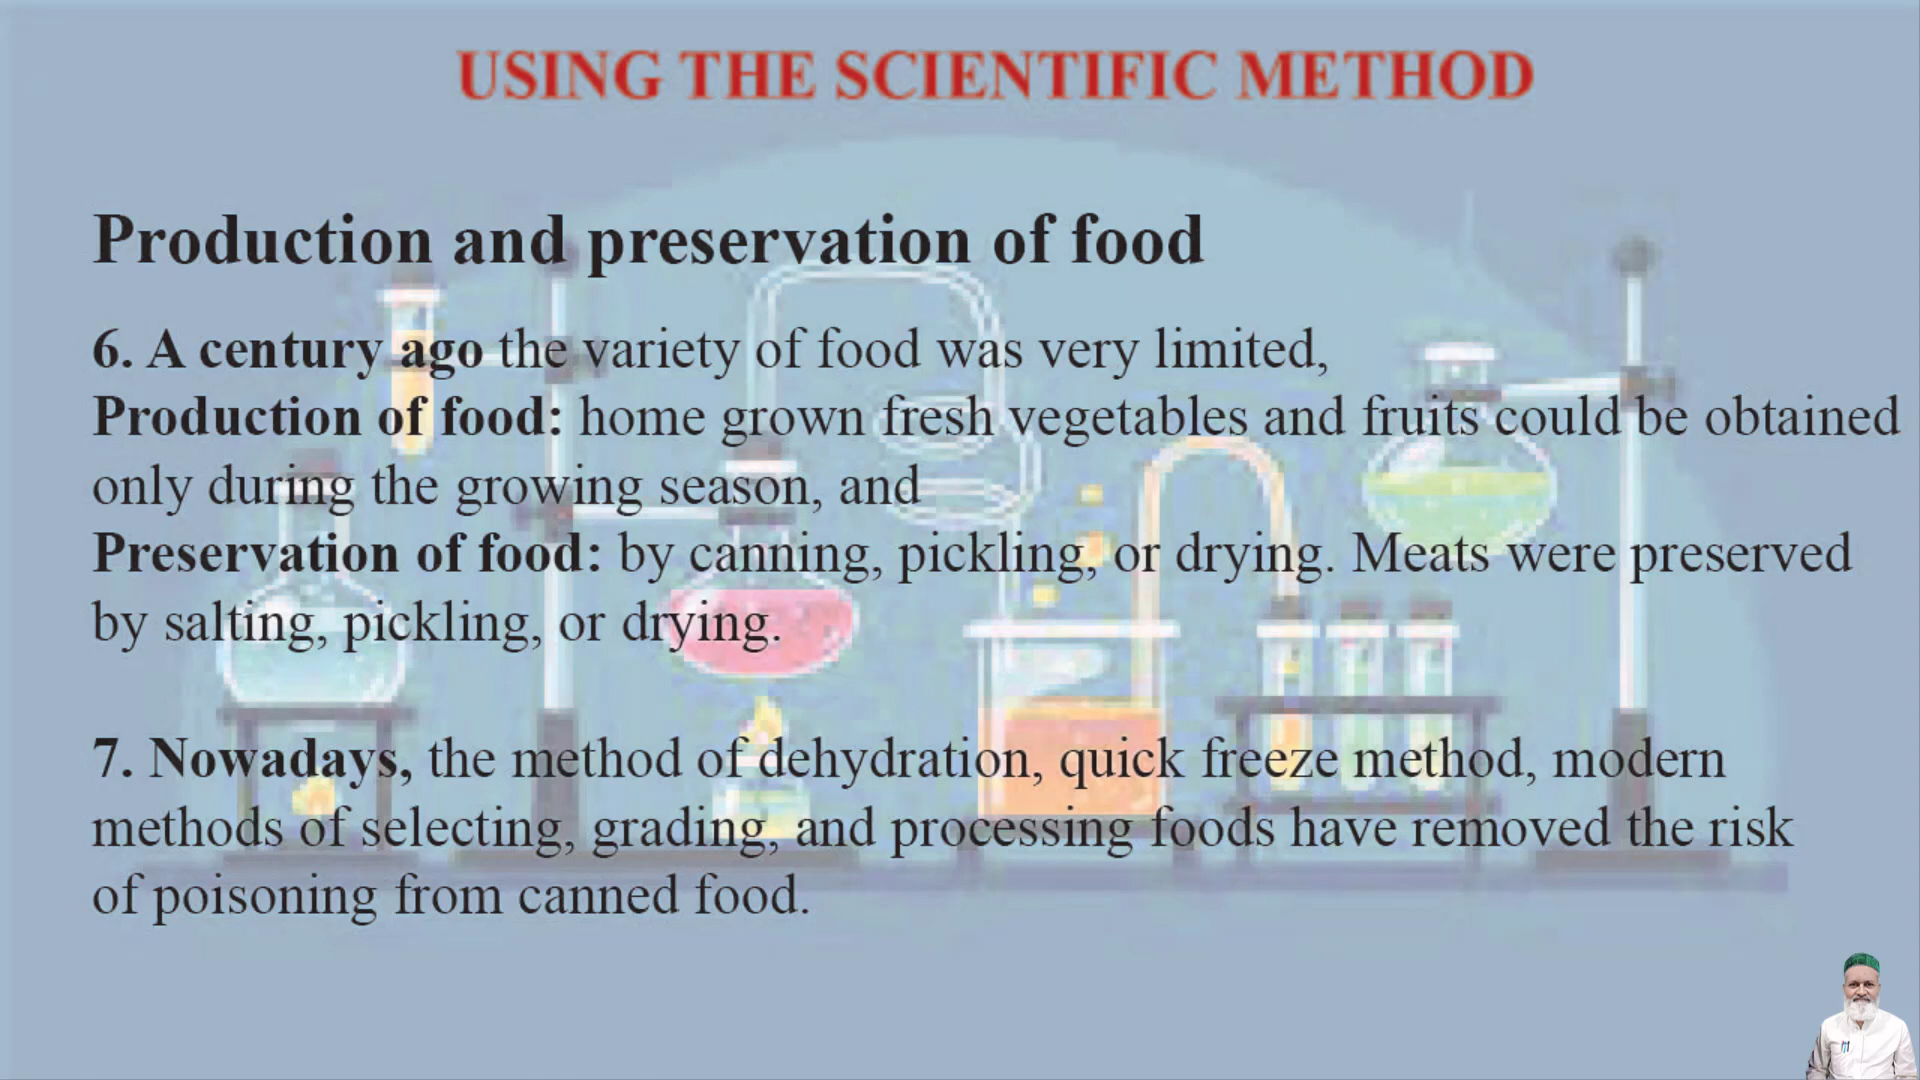 USING THE SCIENTIFIC METHOD
Production and preservation of food
6. A century ago the variety of food was very limited,
Production of food: home grown fresh vegetables and fruits could be obtained
only during the growing season, and
Preservation of food: by canning, pickling, or drying. Meats were preserved
by salting, pickling, or drying.
7. Nowadays, the method of dehydration, quick freeze method, modern
methods of selecting, grading, and processing foods have removed the risk
of poisoning from canned food.